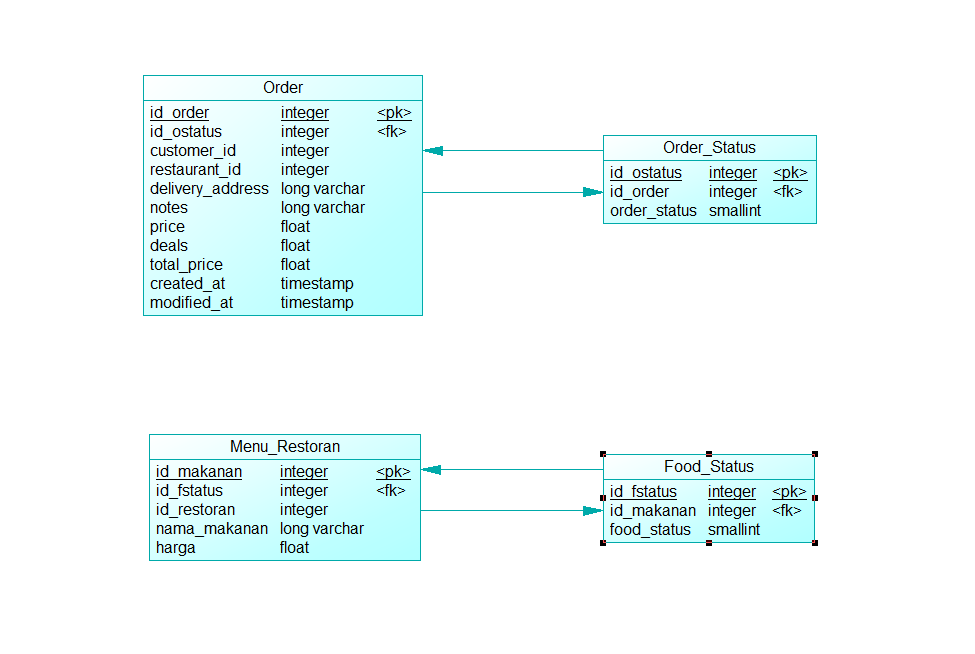 Order
id_order integer <pk>
id_ostatus integer <fk>
customer_id integer
restaurant_id integer
delivery_address long varchar
notes long varchar
price float
deals float
total_price float
created_at timestamp
modified_at timestamp
Order_Status
id_ostatus integer <pk>
id_order integer <fk>
order_status smallint
Menu_Restoran
id_makanan integer <pk>
id_fstatus integer <fk>
id_restoran integer
nama_makanan long varchar
harga float
Food_Status
id_fstatus integer <pk>
id_makanan integer <fk>
food_status smallint